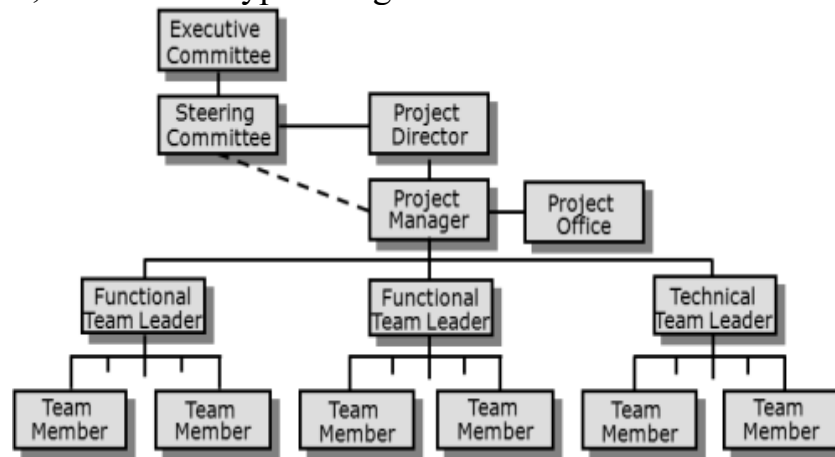 Executive
Committee
Steering
Committee
Project
Director
Project
Manager
Project
Office
Functional
Team Leader
Functional
Team Leader
Technical
Team Leader
Team
Member
Team
Member
Team
Member
Team
Member
Team
Member
Team
Member